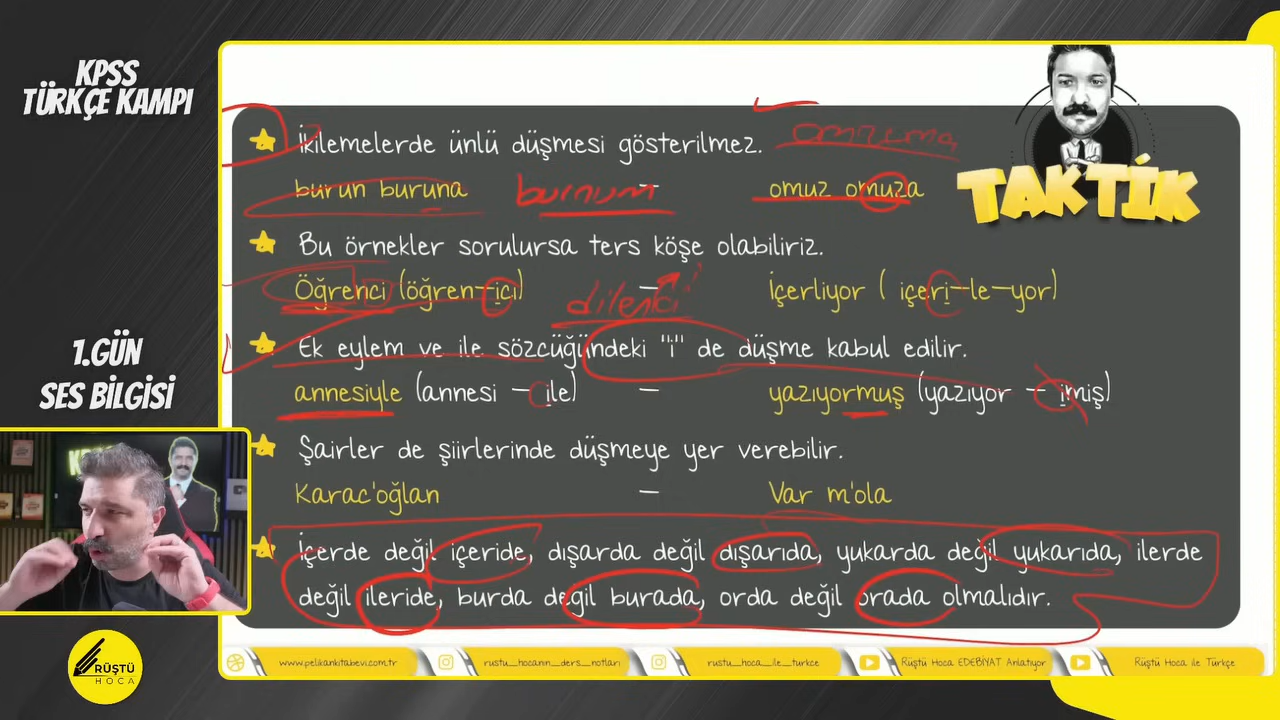 KPSS
TÜRKÇE KAMPI
1.GÜN
SES BİLGİSİ
TAKTİK
İkilemelerde ünlü düşmesi gösterilmez. omzuma
burun buruna burnum – omuz omuza
Bu örnekler sorulursa ters köşe olabiliriz.
Öğrenci (öğren–ici) dilenci – İçerliyor ( içeri–le–yor)
Ek eylem ve ile sözcüğündeki "i" de düşme kabul edilir.
annesiyle (annesi – ile) – yazıyormuş (yazıyor – imiş)
Şairler de şiirlerinde düşmeye yer verebilir.
Karac'oğlan – Var m'ola
İçerde değil içeride, dışarda değil dışarıda, yukarda değil yukarıda, ilerde
değil ileride, burda değil burada, orda değil orada olmalıdır.
RÜŞTÜ
HOCA
www.pelikankitabevi.com.tr rustu_hocanın_ders_notları rustu_hoca_ile_turkce Rüştü Hoca EDEBİYAT Anlatıyor Rüştü Hoca ile Türkçe